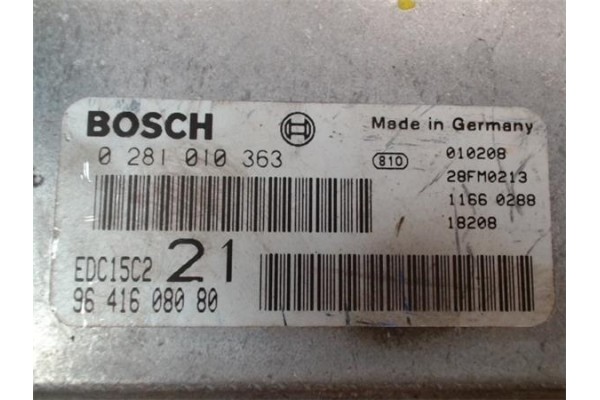 BOSCH
Made in Germany
0 281 010 363
810
010208
28FM0213
1166 0288
18208
EDC15C2 21
96 416 080 80